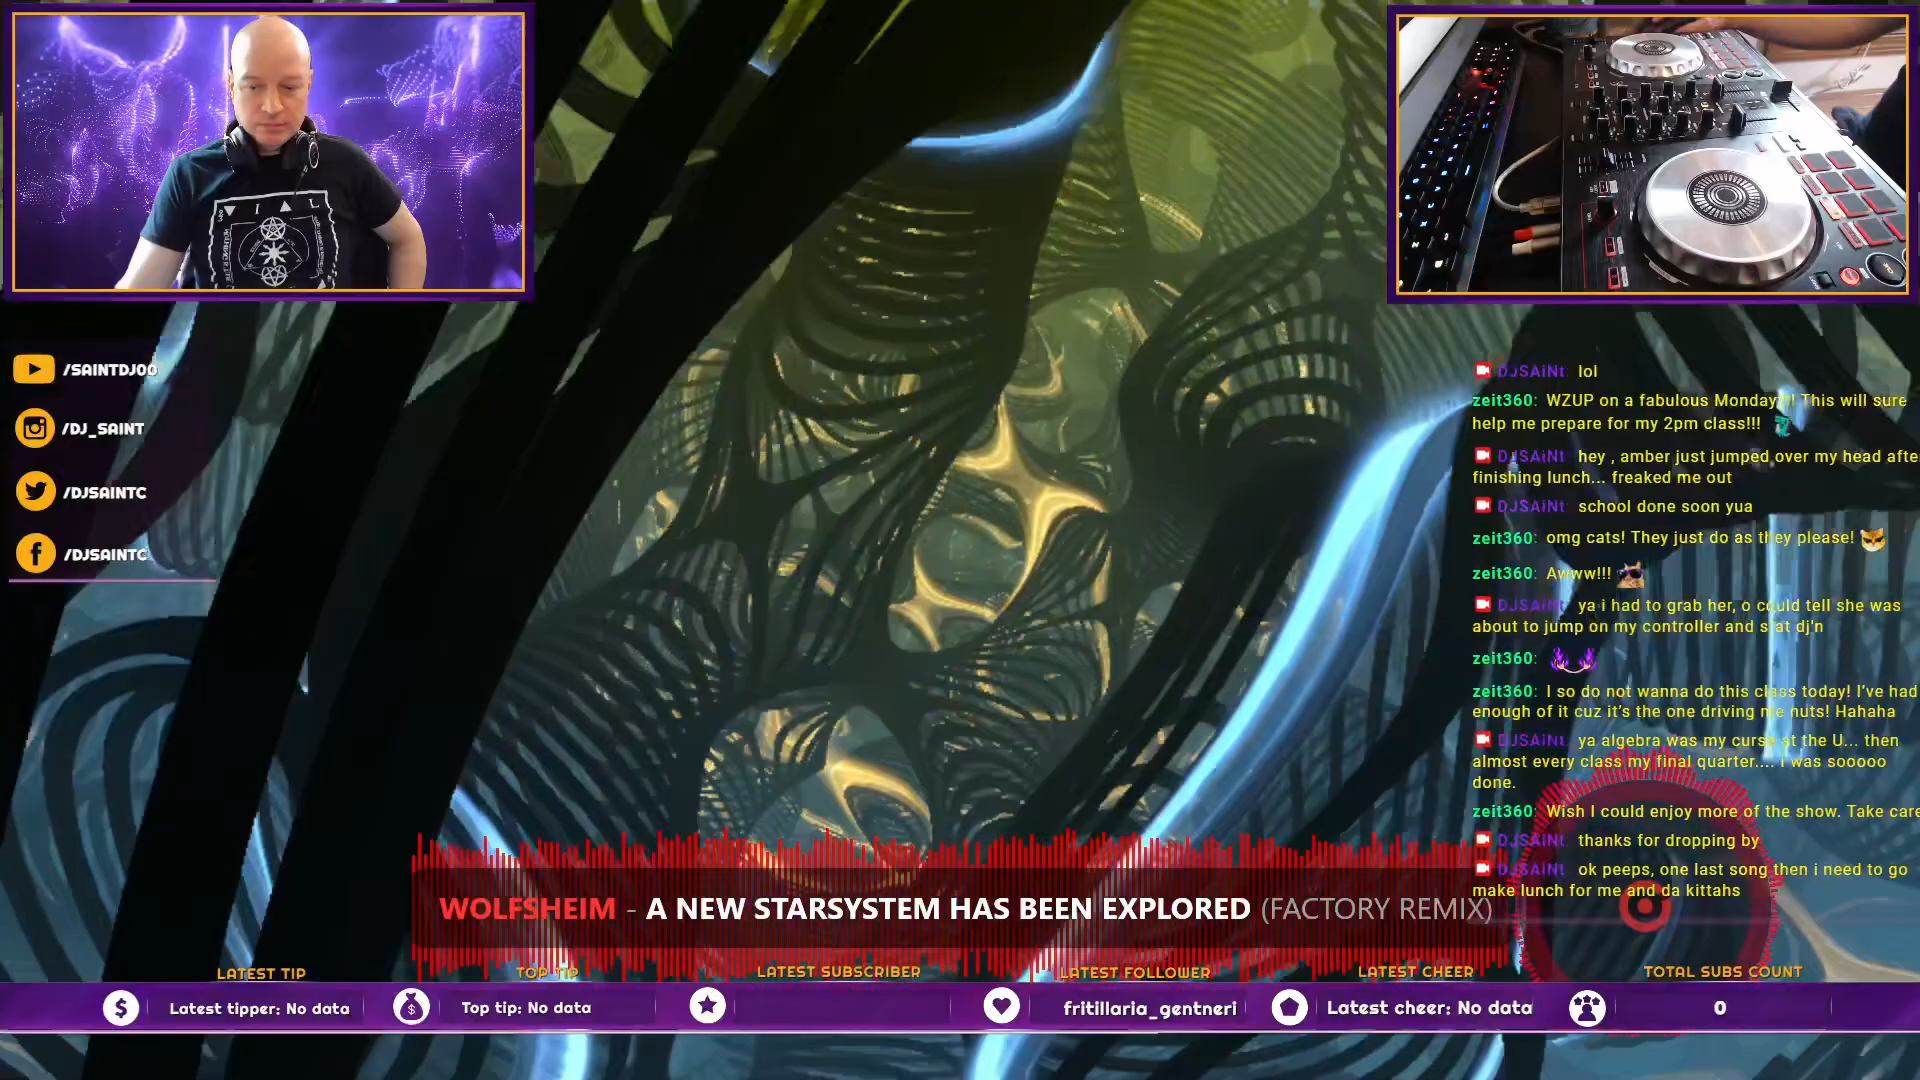 /SAINTDJ00
/DJ_SAINT
/DJSAINTC
/DJSAINTC
DJSAiNt: lol
zeit360: WZUP on a fabulous Monday!! This will sure
help me prepare for my 2pm class!!!
DJSAiNt: hey , amber just jumped over my head afte
finishing lunch... freaked me out
DJSAiNt: school done soon yua
zeit360: omg cats! They just do as they please!
zeit360: Awww!!!
DJSAiNt: ya i had to grab her, o could tell she was
about to jump on my controller and stat dj'n
zeit360:
zeit360: I so do not wanna do this class today! I've had
enough of it cuz it's the one driving me nuts! Hahaha
DJSAiNt: ya algebra was my curse at the U... then
almost every class my final quarter.... i was sooooo
done.
zeit360: Wish I could enjoy more of the show. Take care
DJSAiNt: thanks for dropping by
DJSAiNt: ok peeps, one last song then i need to go
make lunch for me and da kittahs
WOLFSHEIM - A NEW STARSYSTEM HAS BEEN EXPLORED (FACTORY REMIX)
LATEST TIP TOP TIP LATEST SUBSCRIBER LATEST FOLLOWER LATEST CHEER TOTAL SUBS COUNT
Latest tipper: No data Top tip: No data fritillaria_gentneri Latest cheer: No data 0